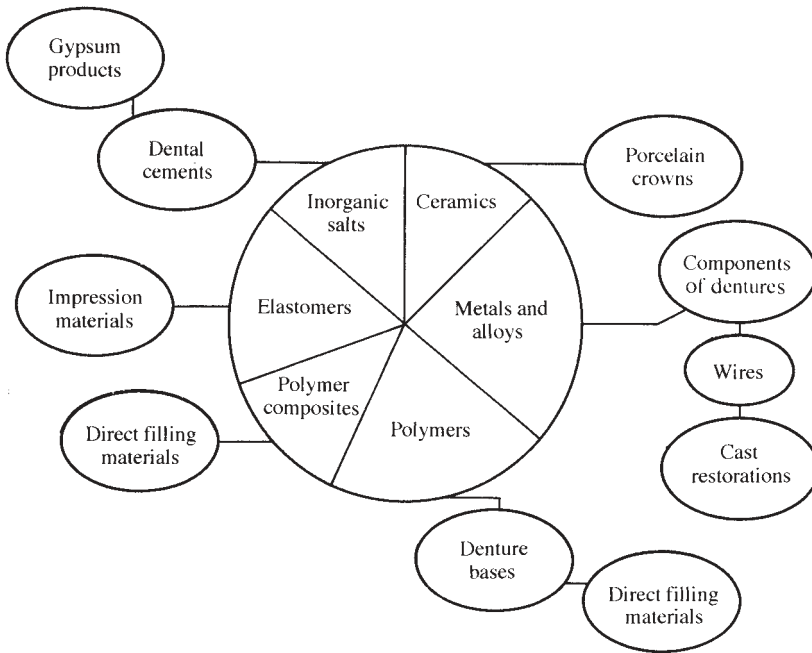 Gypsum
products
Dental
cements
Porcelain
crowns
Inorganic
salts
Ceramics
Components
of dentures
Impression
materials
Elastomers
Metals and
alloys
Wires
Polymer
composites
Direct filling
materials
Polymers
Cast
restorations
Denture
bases
Direct filling
materials